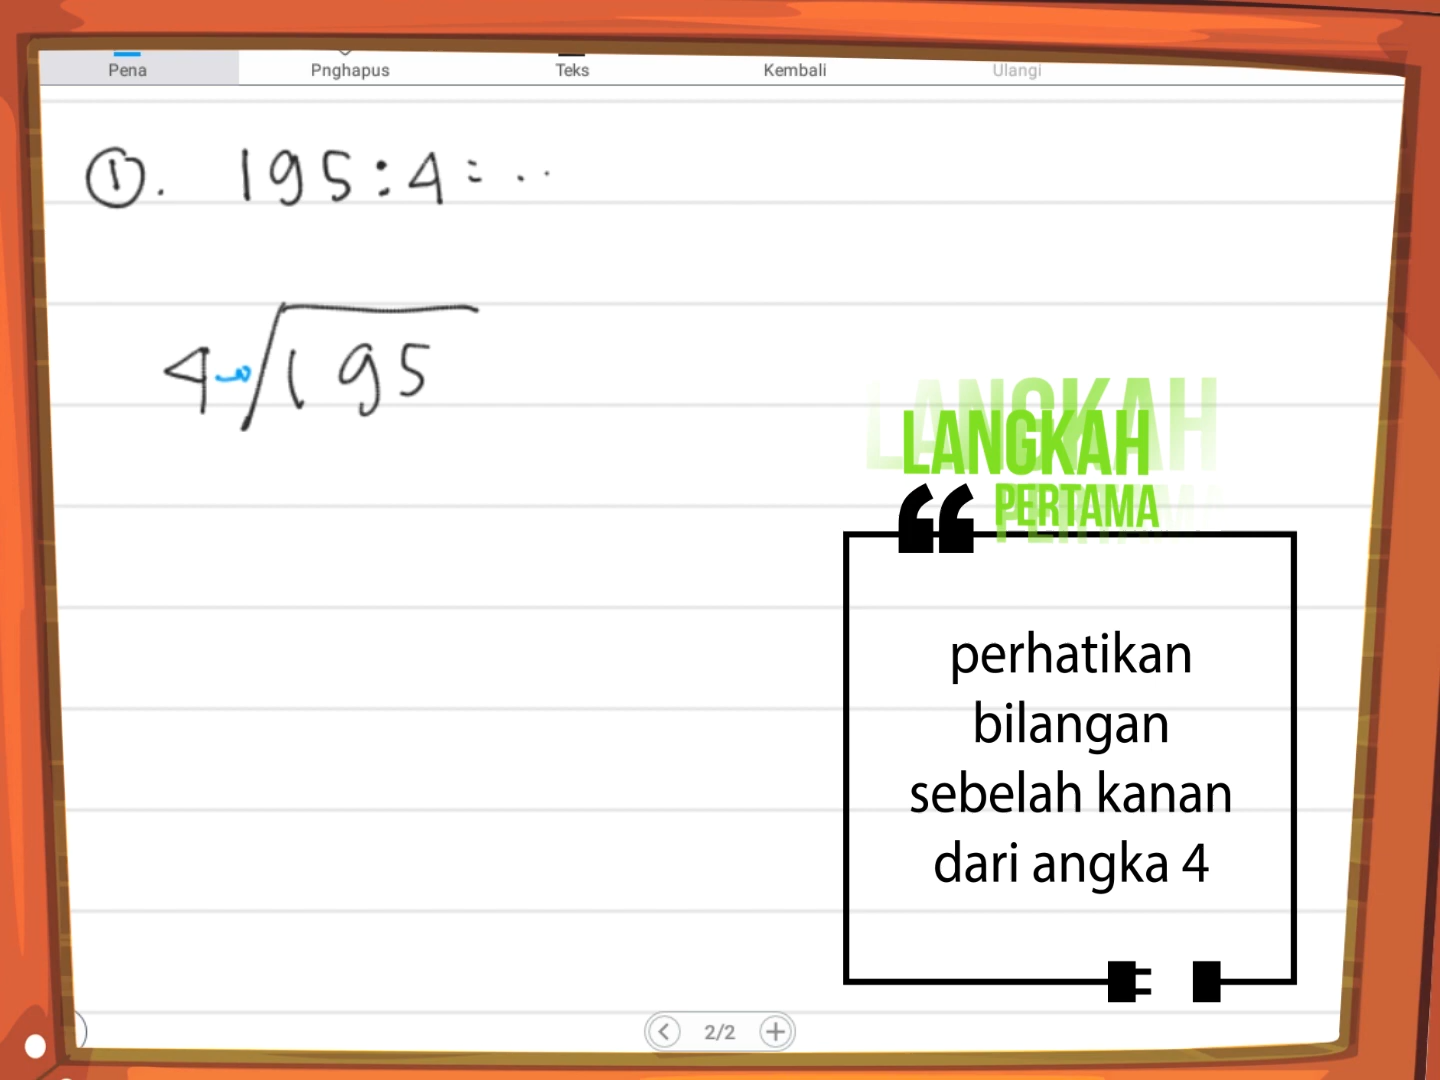 Pena Pnghapus Teks Kembali Ulangi
①. 195:4=...
4 195
LANGKAH
PERTAMA
perhatikan
bilangan
sebelah kanan
dari angka 4
2/2